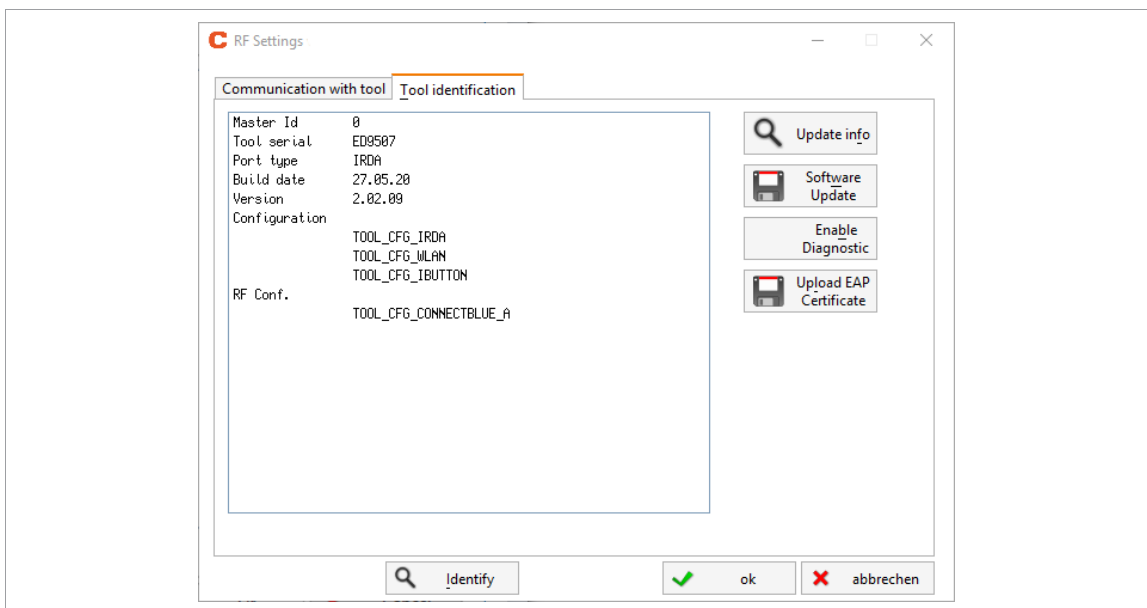 C RF Settings
Communication with tool
Tool identification
Master Id 0
Tool serial ED9507
Port type IRDA
Build date 27.05.20
Version 2.02.09
Configuration
TOOL_CFG_IRDA
TOOL_CFG_WLAN
TOOL_CFG_IBUTTON
RF Conf.
TOOL_CFG_CONNECTBLUE_A
Update info
Software
Update
Enable
Diagnostic
Upload EAP
Certificate
Identify
ok
abbrechen